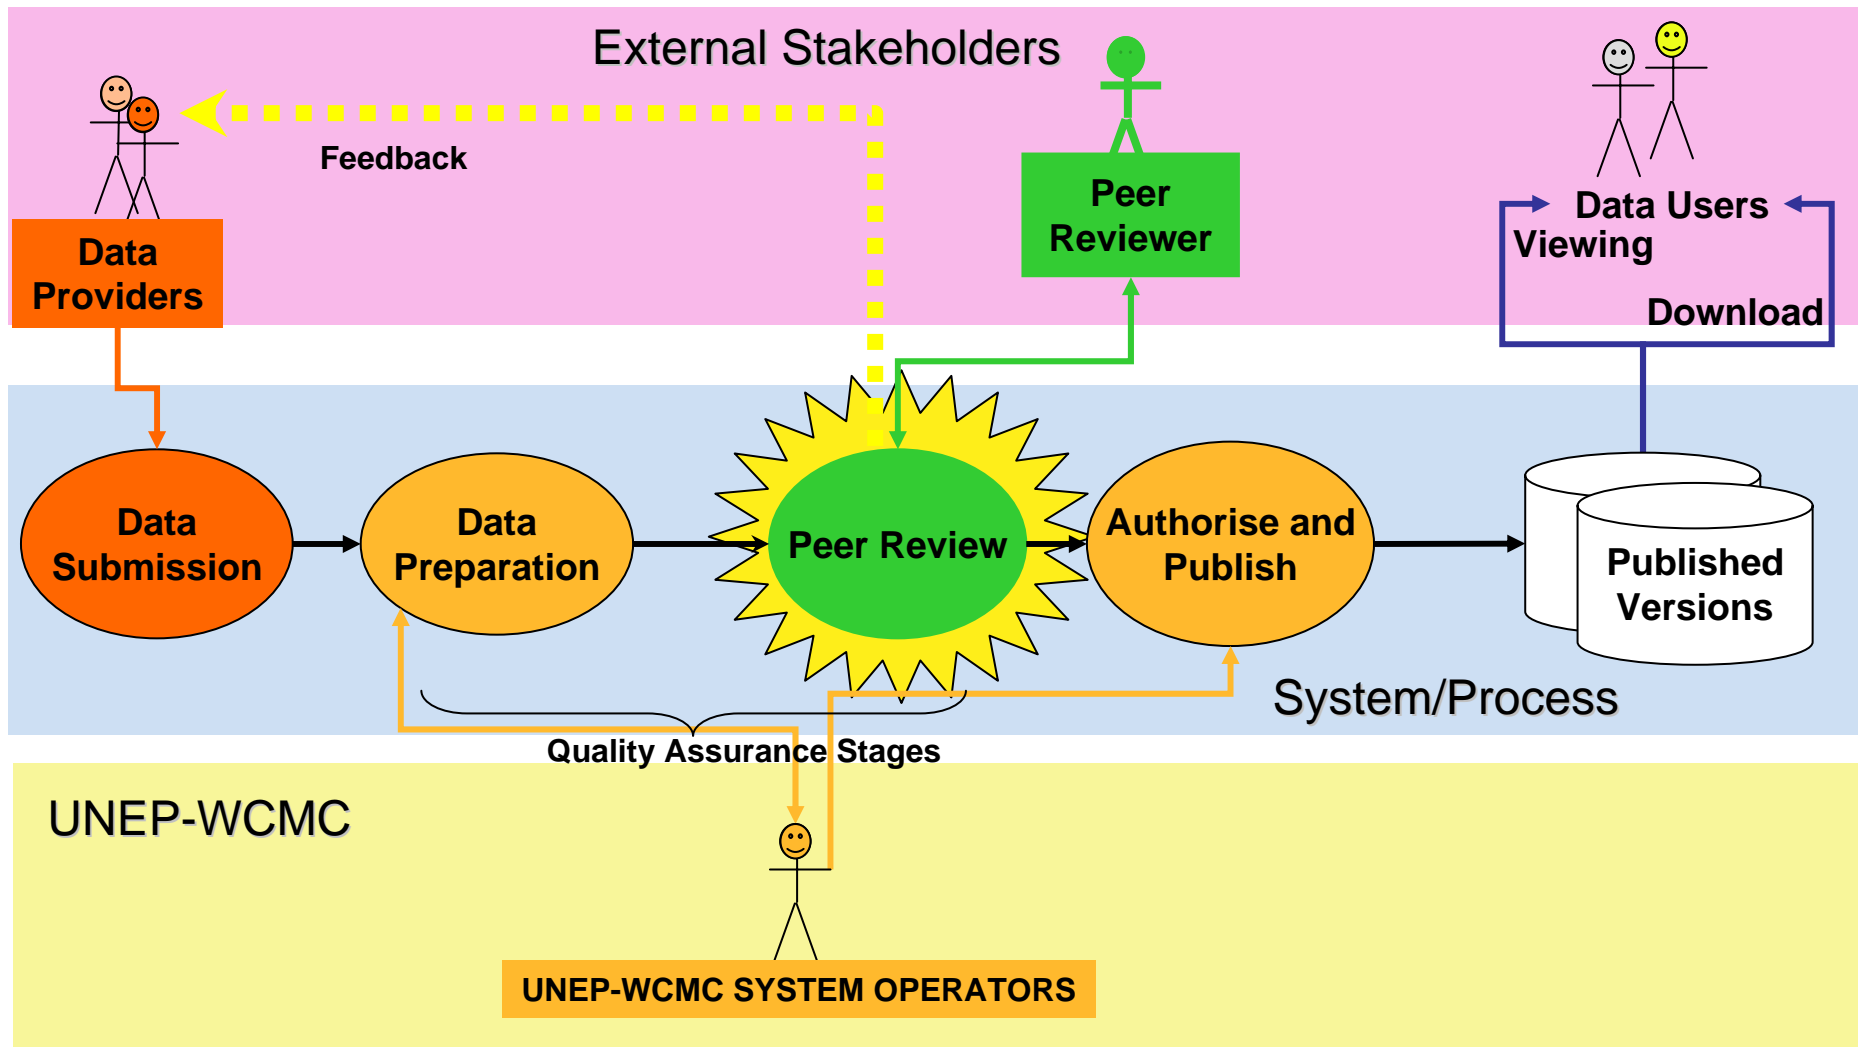 External Stakeholders
Feedback
Data
Providers
Peer
Reviewer
Data Users
Viewing
Download
Data
Submission
Data
Preparation
Peer Review
Authorise and
Publish
Published
Versions
System/Process
Quality Assurance Stages
UNEP-WCMC
UNEP-WCMC SYSTEM OPERATORS